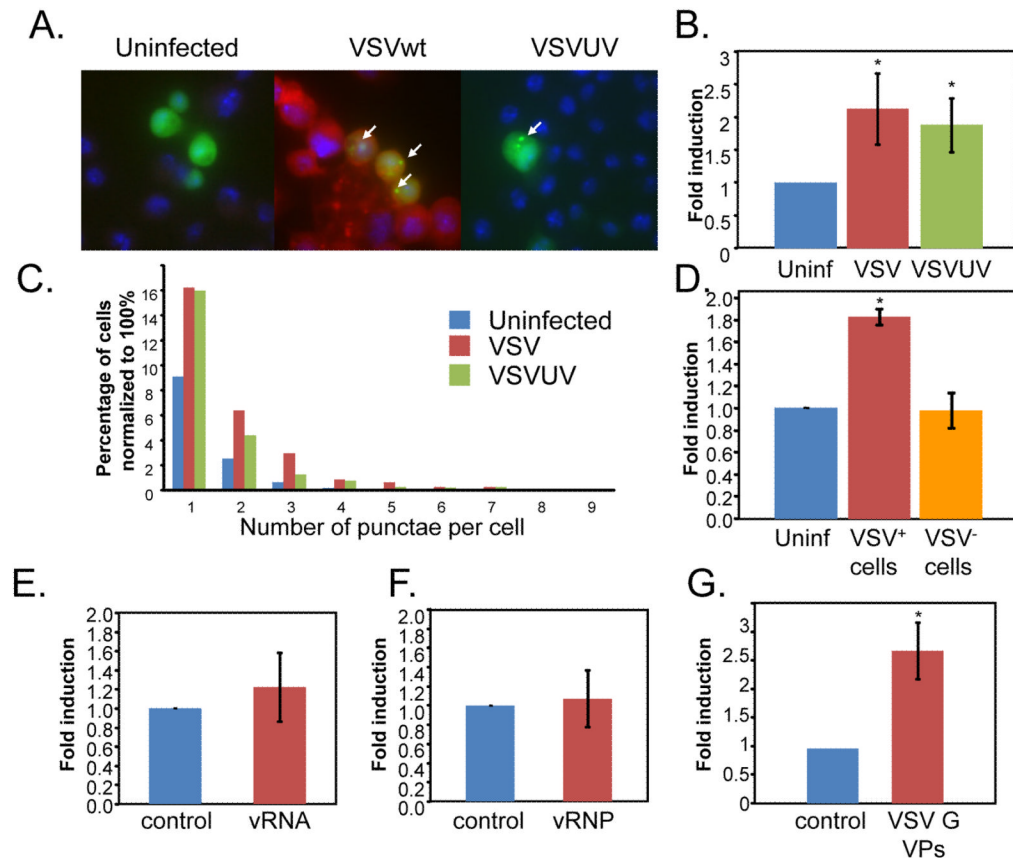 A.
Uninfected
VSVwt
VSVUV
B.
Fold induction
3
2.5
2
1.5
1
0.5
0
*
*
Uninf
VSV
VSVUV
C.
Percentage of cells
normalized to 100%
16
10
8
6
4
2
0
Uninfected
VSV
VSVUV
1 2 3 4 5 6 7 8 9
Number of punctae per cell
D.
Fold induction
2.0
1.8
1.6
1.4
1.2
1.0
0.8
0.6
0.4
0.2
0.0
*
Uninf
VSV+
cells
VSV-
cells
E.
Fold induction
2.0
1.8
1.6
1.4
1.2
1.0
0.8
0.6
0.4
0.2
0.0
control
vRNA
F.
Fold induction
2.0
1.8
1.6
1.4
1.2
1.0
0.8
0.6
0.4
0.2
0.0
control
vRNP
G.
Fold induction
3
2.5
1
0
*
control
VSV G
VPs